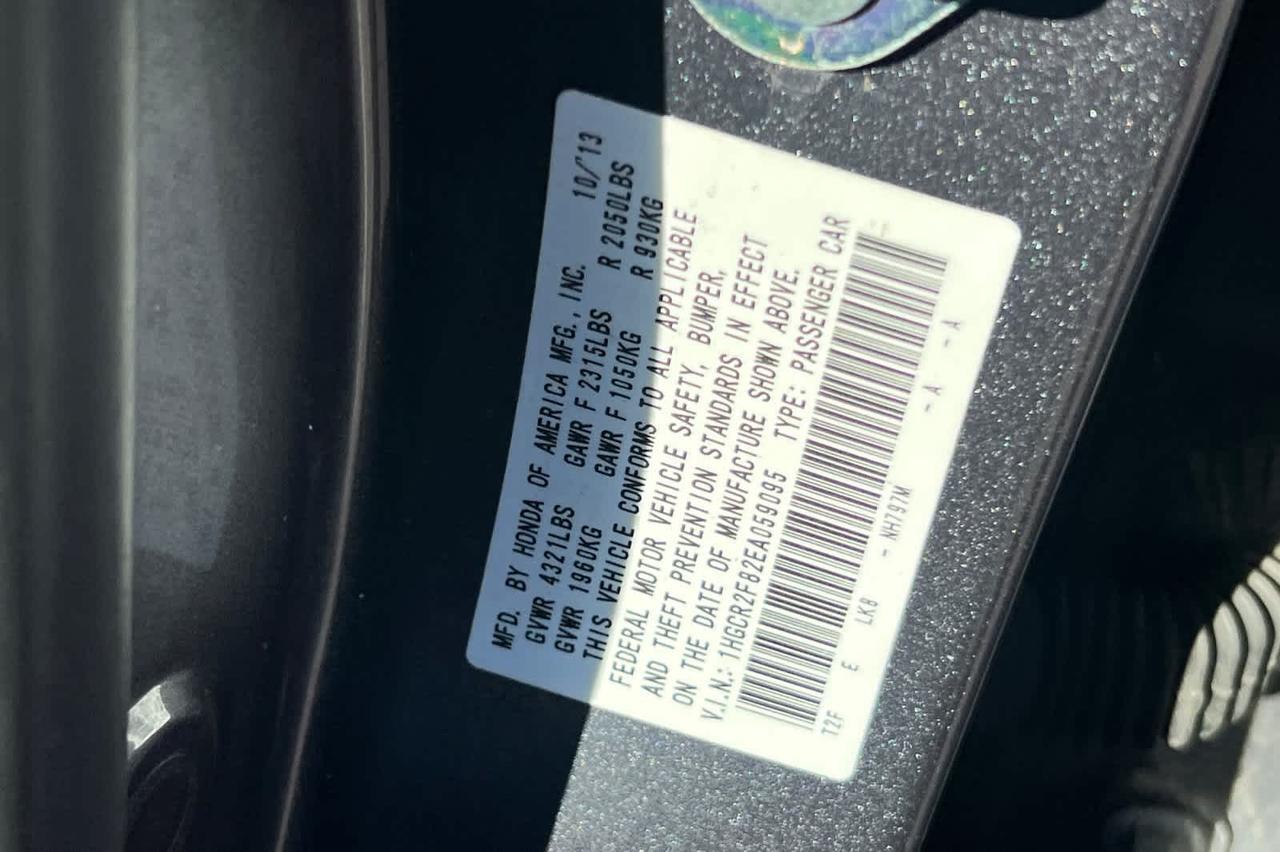 MFD. BY HONDA OF AMERICA MFG., INC. 10/'13
GVWR 4321LBS GAWR F 2315LBS R 2050LBS
GVWR 1960KG GAWR F 1050KG R 930KG
THIS VEHICLE CONFORMS TO ALL APPLICABLE
FEDERAL MOTOR VEHICLE SAFETY, BUMPER,
AND THEFT PREVENTION STANDARDS IN EFFECT
ON THE DATE OF MANUFACTURE SHOWN ABOVE.
V.I.N.: 1HGCR2F82EA059095 TYPE: PASSENGER CAR
T2F E LK8 - NH797M - A - A